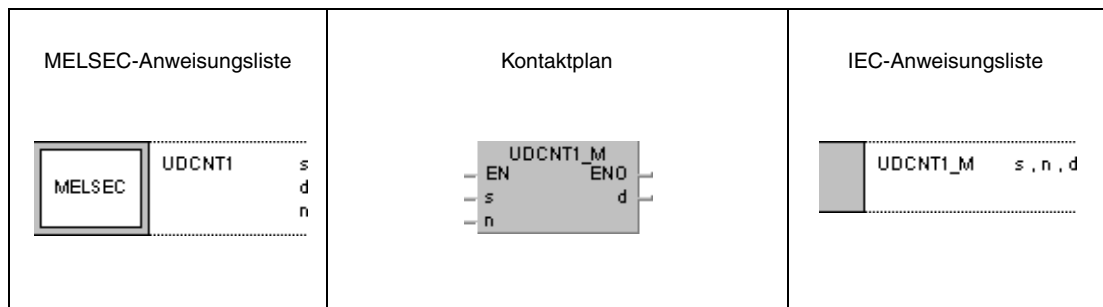 MELSEC-Anweisungsliste
MELSEC
UDCNT1 s
d
n
Kontaktplan
UDCNT1_M
EN ENO
s d
n
IEC-Anweisungsliste
UDCNT1_M s , n , d